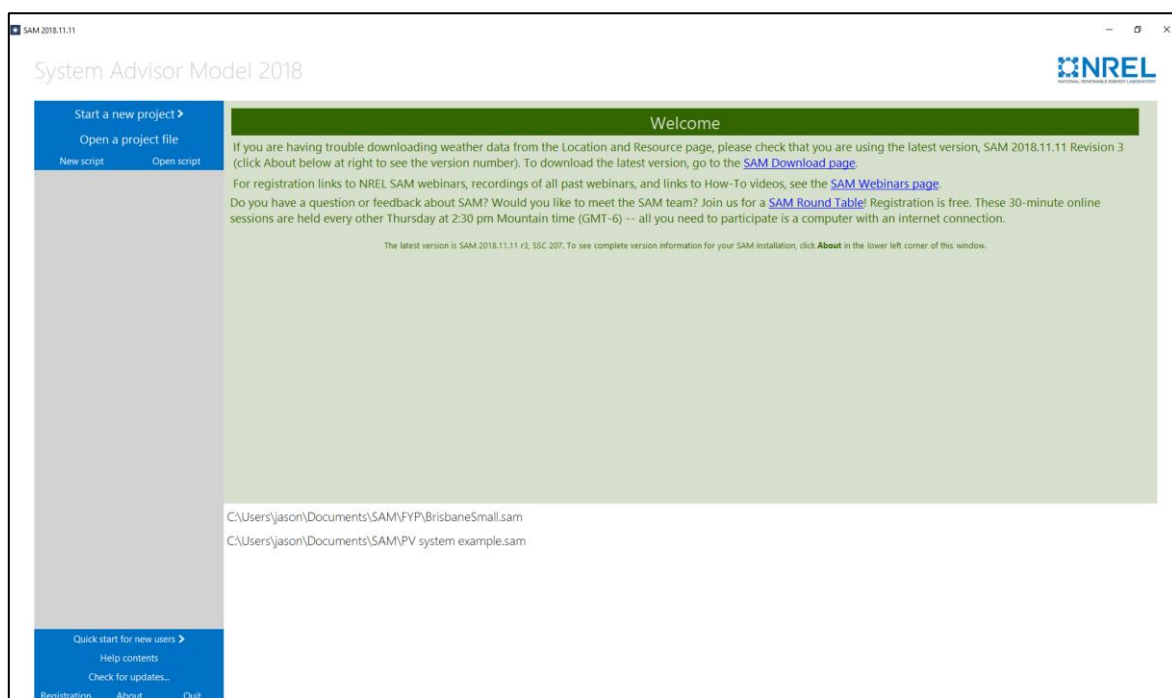 SAM 2018.11.11
System Advisor Model 2018
NREL
NATIONAL RENEWABLE ENERGY LABORATORY
Start a new project >
Open a project file
New script Open script
Welcome
If you are having trouble downloading weather data from the Location and Resource page, please check that you are using the latest version, SAM 2018.11.11 Revision 3
(click About below at right to see the version number). To download the latest version, go to the SAM Download page.
For registration links to NREL SAM webinars, recordings of all past webinars, and links to How-To videos, see the SAM Webinars page.
Do you have a question or feedback about SAM? Would you like to meet the SAM team? Join us for a SAM Round Table! Registration is free. These 30-minute online
sessions are held every other Thursday at 2:30 pm Mountain time (GMT-6) -- all you need to participate is a computer with an internet connection.
The latest version is SAM 2018.11.11 r3, SSC 207. To see complete version information for your SAM installation, click About in the lower left corner of this window.
C:\Users\jason\Documents\SAM\FYP\BrisbaneSmall.sam
C:\Users\jason\Documents\SAM\PV system example.sam
Quick start for new users >
Help contents
Check for updates...
Registration About Quit